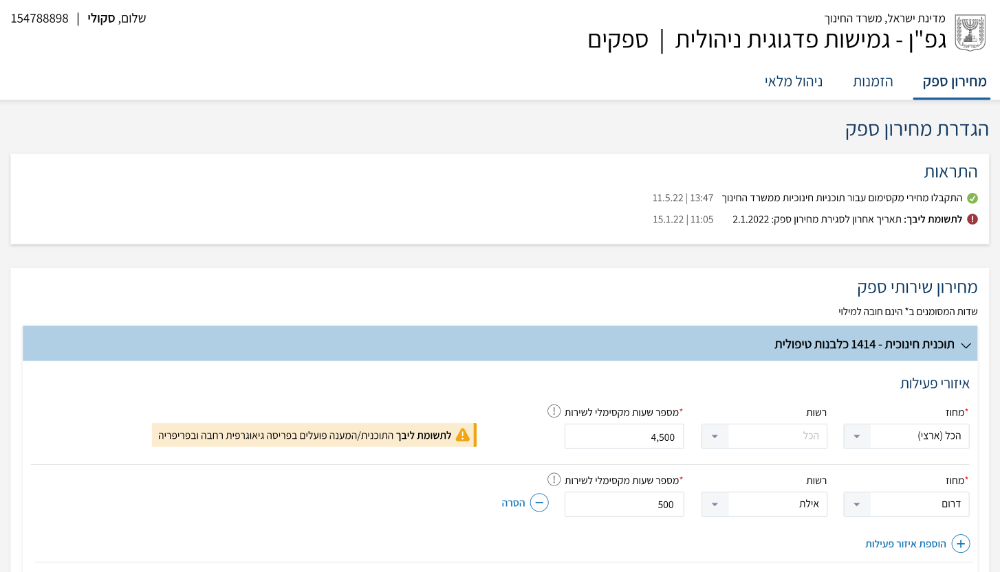 מדינת ישראל, משרד החינוך
גפ"ן - גמישות פדגוגית ניהולית | ספקים
שלום, סקולי | 154788898
מחירון ספק
הזמנות
ניהול מלאי
הגדרת מחירון ספק
התראות
התקבלו מחירי מקסימום עבור תוכניות חינוכיות ממשרד החינוך 13:47 | 11.5.22
לתשומת ליבך: תאריך אחרון לסגירת מחירון ספק: 2.1.2022 11:05 | 15.1.22
מחירון שירותי ספק
שדות המסומנים ב* הינם חובה למילוי
תוכנית חינוכית - 1414 כלבנות טיפולית
איזורי פעילות
*מחוז רשות *מספר שעות מקסימלי לשירות
הכל (ארצי) הכל 4,500 לתשומת ליבך התוכנית/המענה פועלים בפריסה גיאוגרפית רחבה ובפריפריה
*מחוז רשות *מספר שעות מקסימלי לשירות
דרום אילת 500 הסרה
הוספת איזור פעילות